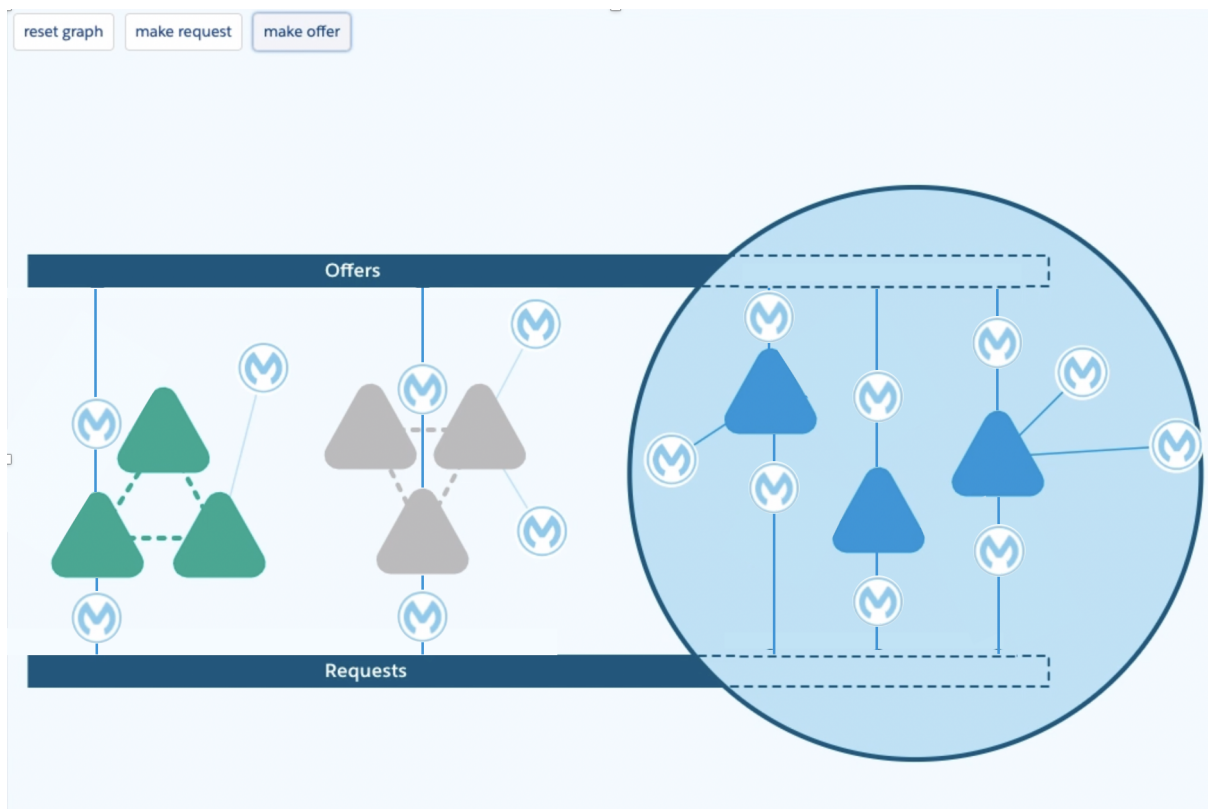 reset graph
make request
make offer
Offers
Requests